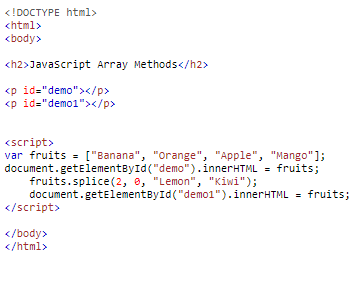 <!DOCTYPE html>
<html>
<body>
<h2>JavaScript Array Methods</h2>
<p id="demo"></p>
<p id="demo1"></p>
<script>
var fruits = ["Banana", "Orange", "Apple", "Mango"];
document.getElementById("demo").innerHTML = fruits;
fruits.splice(2, 0, "Lemon", "Kiwi");
document.getElementById("demo1").innerHTML = fruits;
</script>
</body>
</html>